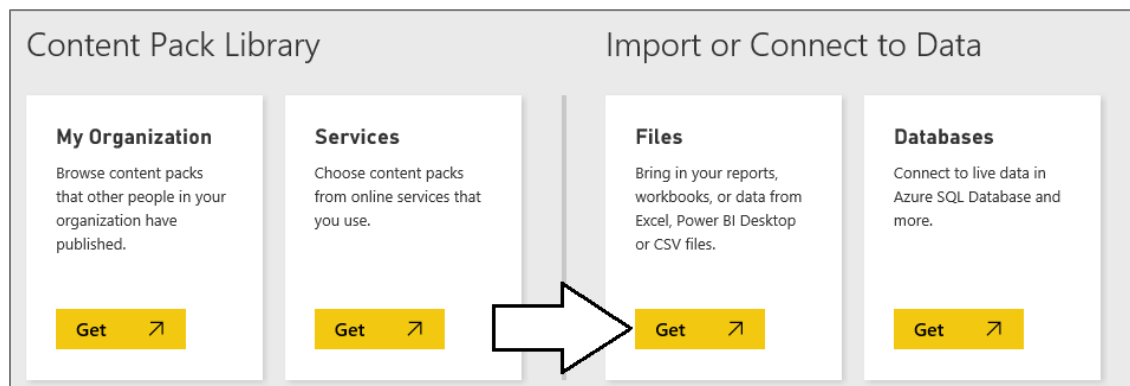 Content Pack Library
Import or Connect to Data
My Organization
Browse content packs
that other people in your
organization have
published.
Get
Services
Choose content packs
from online services that
you use.
Get
Files
Bring in your reports,
workbooks, or data from
Excel, Power BI Desktop
or CSV files.
Get
Databases
Connect to live data in
Azure SQL Database and
more.
Get